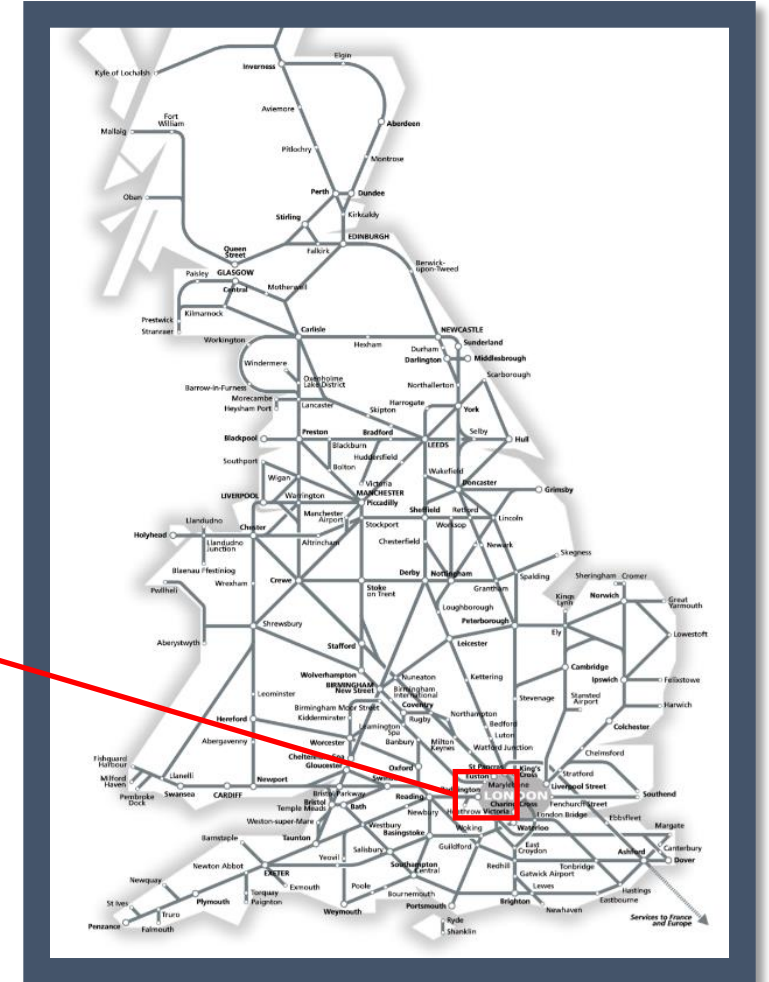 Elgin
Inverness
Kyle of Lochalsh
Aviemore
Fort
William
Mallaig
Aberdeen
Pitlochry
Montrose
Perth
Dundee
Oban
Stirling
Kirkcaldy
Queen
Street
EDINBURGH
Falkirk
Berwick-
upon-Tweed
Paisley
GLASGOW
Central
Motherwell
Kilmarnock
Prestwick
Stranraer
Carlisle
NEWCASTLE
Workington
Hexham
Durham
Sunderland
Darlington
Middlesbrough
Windermere
Scarborough
Oxenholme
Lake District
Barrow-in-Furness
Northallerton
Morecambe
Heysham Port
Lancaster
Harrogate
York
Skipton
Blackpool
Preston
Bradford
Selby
Hull
Blackburn
LEEDS
Huddersfield
Southport
Bolton
Wakefield
Wigan
Victoria
Doncaster
LIVERPOOL
Warrington
MANCHESTER
Piccadilly
Grimsby
Manchester
Airport
Sheffield
Retford
Llandudno
Stockport
Worksop
Lincoln
Holyhead
Chester
Llandudno
Junction
Altrincham
Chesterfield
Newark
Blaenau Ffestiniog
Skegness
Wrexham
Crewe
Derby
Nottingham
Spalding
Sheringham
Cromer
Pwllheli
Stoke
on Trent
Grantham
Kings
Lynn
Norwich
Great
Yarmouth
Loughborough
Shrewsbury
Peterborough
Aberystwyth
Stafford
Leicester
Ely
Lowestoft
Wolverhampton
Nuneaton
Kettering
Cambridge
BIRMINGHAM
New Street
Birmingham
International
Ipswich
Felixstowe
Leominster
Coventry
Stevenage
Stansted
Airport
Harwich
Birmingham Moor Street
Kidderminster
Rugby
Northampton
Hereford
Leamington
Spa
Bedford
Colchester
Abergavenny
Worcester
Banbury
Milton
Keynes
Luton
Watford Junction
Chelmsford
Fishguard
Harbour
Cheltenham Spa
Gloucester
Oxford
St Pancras
King's
Cross
Stratford
Milford
Haven
Llanelli
Newport
Euston
Liverpool Street
Pembroke
Dock
Swansea
CARDIFF
Bristol Parkway
Reading
Marylebone
LONDON
Southend
Bristol
Temple Meads
Bath
Newbury
Heathrow
Victoria
Charing Cross
Fenchurch Street
London Bridge
Ebbsfleet
Weston-super-Mare
Westbury
Basingstoke
Woking
Waterloo
Margate
Barnstaple
Taunton
Salisbury
Guildford
East
Croydon
Canterbury
Yeovil
Ashford
Dover
Newton Abbot
EXETER
Southampton
Central
Redhill
Tonbridge
Gatwick Airport
Newquay
Exmouth
Poole
Lewes
Hastings
St Ives
Plymouth
Torquay
Paignton
Bournemouth
Eastbourne
Truro
Weymouth
Portsmouth
Brighton
Newhaven
Penzance
Falmouth
Ryde
Shanklin
Services to France
and Europe